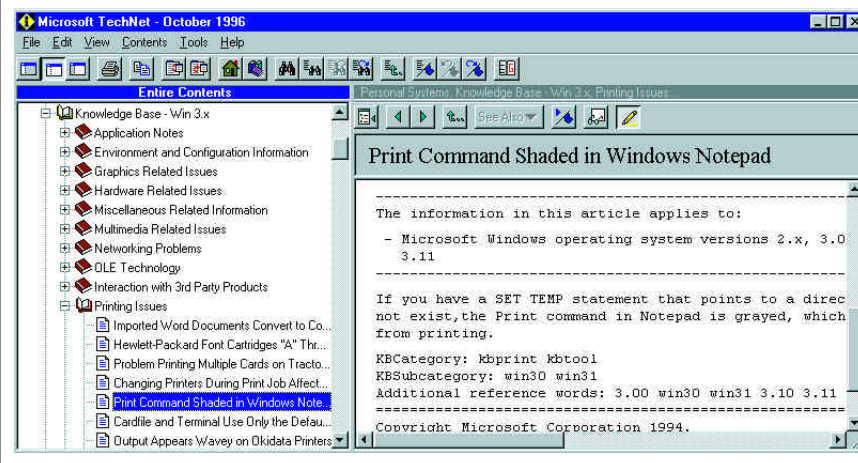 Microsoft TechNet - October 1996
File Edit View Contents Tools Help
Entire Contents
Knowledge Base - Win 3.x
Application Notes
Environment and Configuration Information
Graphics Related Issues
Hardware Related Issues
Miscellaneous Related Information
Multimedia Related Issues
Networking Problems
OLE Technology
Interaction with 3rd Party Products
Printing Issues
Imported Word Documents Convert to Co...
Hewlett-Packard Font Cartridges "A" Thr...
Problem Printing Multiple Cards on Tracto...
Changing Printers During Print Job Affect...
Print Command Shaded in Windows Note...
Cardfile and Terminal Use Only the Defau...
Output Appears Wavey on Okidata Printers
Personal Systems, Knowledge Base - Win 3.x, Printing Issues
See Also
Print Command Shaded in Windows Notepad
--------------------------------------------------
The information in this article applies to:
- Microsoft Windows operating system versions 2.x, 3.0
3.11
--------------------------------------------------
If you have a SET TEMP statement that points to a direc
not exist,the Print command in Notepad is grayed, which
from printing.
KBCategory: kbprint kbtool
KBSubcategory: win30 win31
Additional reference words: 3.00 win30 win31 3.10 3.11
==================================================
Copyright Microsoft Corporation 1994.